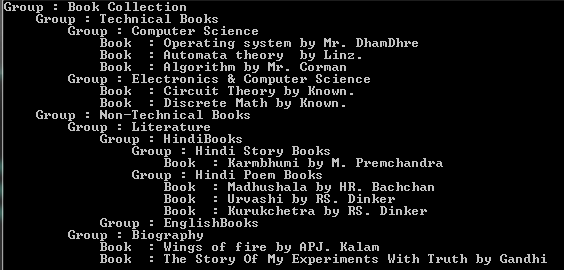 Group : Book Collection
Group : Technical Books
Group : Computer Science
Book  : Operating system by Mr. DhamDhre
Book  : Automata theory  by Linz.
Book  : Algorithm by Mr. Corman
Group : Electronics & Computer Science
Book  : Circuit Theory by Known.
Book  : Discrete Math by Known.
Group : Non-Technical Books
Group : Literature
Group : HindiBooks
Group : Hindi Story Books
Book  : Karmbhumi by M. Premchandra
Group : Hindi Poem Books
Book  : Madhushala by HR. Bachchan
Book  : Urvashi by RS. Dinker
Book  : Kurukchetra by RS. Dinker
Group : EnglishBooks
Group : Biography
Book  : Wings of fire by APJ. Kalam
Book  : The Story Of My Experiments With Truth by Gandhi